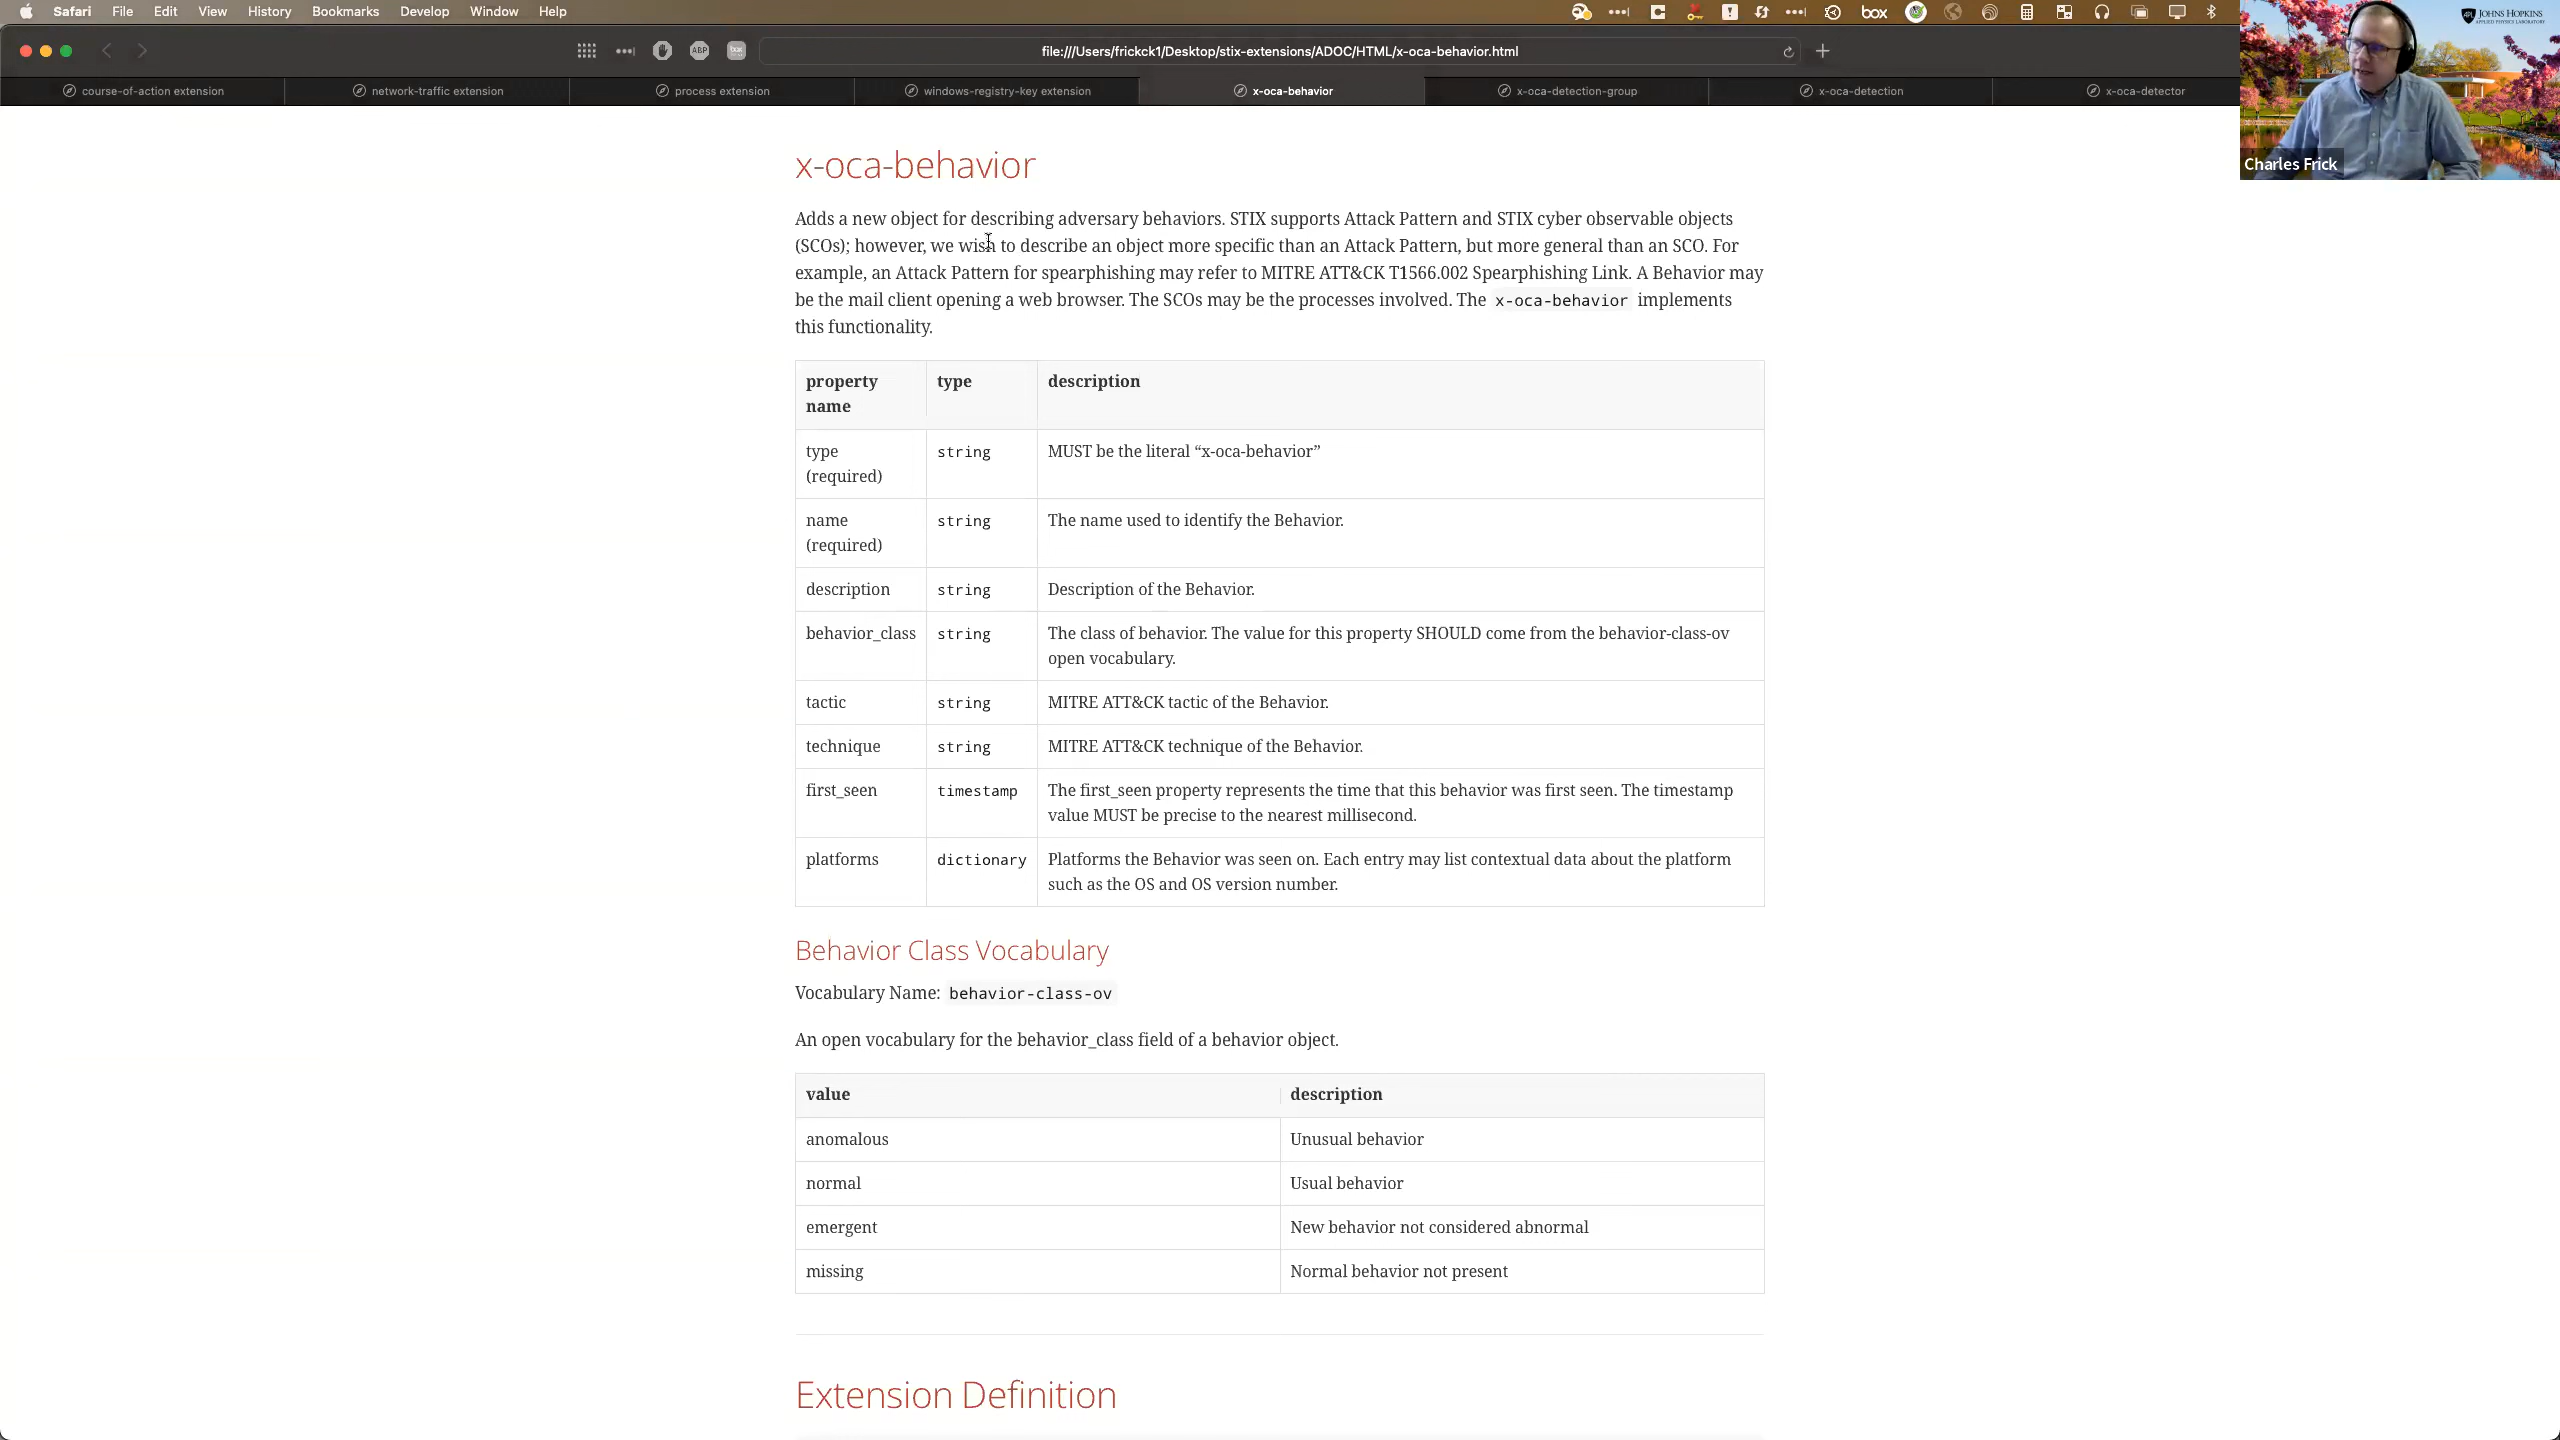 Safari File Edit View History Bookmarks Develop Window Help
box
file:///Users/frickck1/Desktop/stix-extensions/ADOC/HTML/x-oca-behavior.html
ABP
course-of-action extension
network-traffic extension
process extension
windows-registry-key extension
x-oca-behavior
x-oca-detection-group
x-oca-detection
x-oca-detector
JOHNS HOPKINS
APPLIED PHYSICS LABORATORY
Charles Frick
x-oca-behavior
Adds a new object for describing adversary behaviors. STIX supports Attack Pattern and STIX cyber observable objects
(SCOs); however, we wish to describe an object more specific than an Attack Pattern, but more general than an SCO. For
example, an Attack Pattern for spearphishing may refer to MITRE ATT&CK T1566.002 Spearphishing Link. A Behavior may
be the mail client opening a web browser. The SCOs may be the processes involved. The x-oca-behavior implements
this functionality.
property name type description
type (required) string MUST be the literal “x-oca-behavior”
name (required) string The name used to identify the Behavior.
description string Description of the Behavior.
behavior_class string The class of behavior. The value for this property SHOULD come from the behavior-class-ov
open vocabulary.
tactic string MITRE ATT&CK tactic of the Behavior.
technique string MITRE ATT&CK technique of the Behavior.
first_seen timestamp The first_seen property represents the time that this behavior was first seen. The timestamp
value MUST be precise to the nearest millisecond.
platforms dictionary Platforms the Behavior was seen on. Each entry may list contextual data about the platform
such as the OS and OS version number.
Behavior Class Vocabulary
Vocabulary Name: behavior-class-ov
An open vocabulary for the behavior_class field of a behavior object.
value description
anomalous Unusual behavior
normal Usual behavior
emergent New behavior not considered abnormal
missing Normal behavior not present
Extension Definition